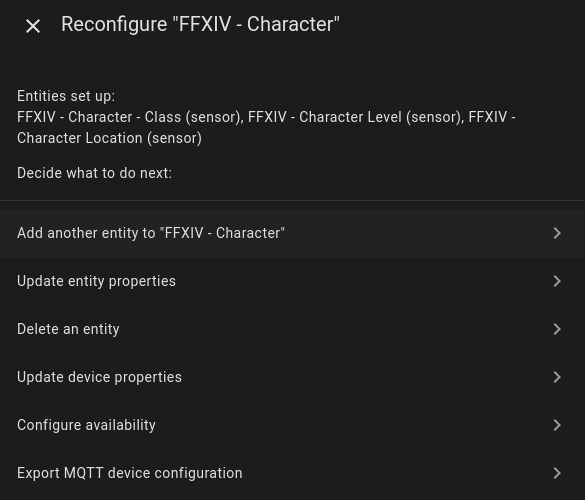 Reconfigure "FFXIV - Character"
Entities set up:
FFXIV - Character - Class (sensor), FFXIV - Character Level (sensor), FFXIV -
Character Location (sensor)
Decide what to do next:
Add another entity to "FFXIV - Character"
Update entity properties
Delete an entity
Update device properties
Configure availability
Export MQTT device configuration